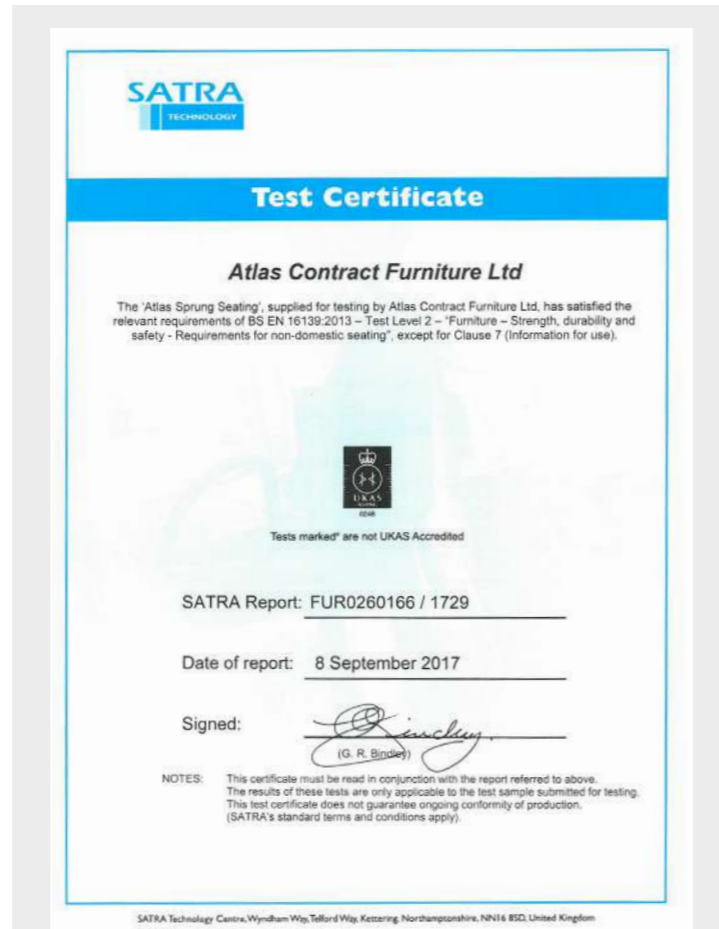 SATRA
TECHNOLOGY
Test Certificate
Atlas Contract Furniture Ltd
The 'Atlas Sprung Seating', supplied for testing by Atlas Contract Furniture Ltd, has satisfied the
relevant requirements of BS EN 16139:2013 – Test Level 2 – "Furniture – Strength, durability and
safety - Requirements for non-domestic seating", except for Clause 7 (Information for use).
UKAS
TESTING
0248
Tests marked* are not UKAS Accredited
SATRA Report: FUR0260166 / 1729
Date of report: 8 September 2017
Signed:
(G. R. Bindley)
NOTES: This certificate must be read in conjunction with the report referred to above.
The results of these tests are only applicable to the test sample submitted for testing.
This test certificate does not guarantee ongoing conformity of production.
(SATRA's standard terms and conditions apply).
SATRA Technology Centre, Wyndham Way, Telford Way, Kettering, Northamptonshire, NN16 8SD, United Kingdom